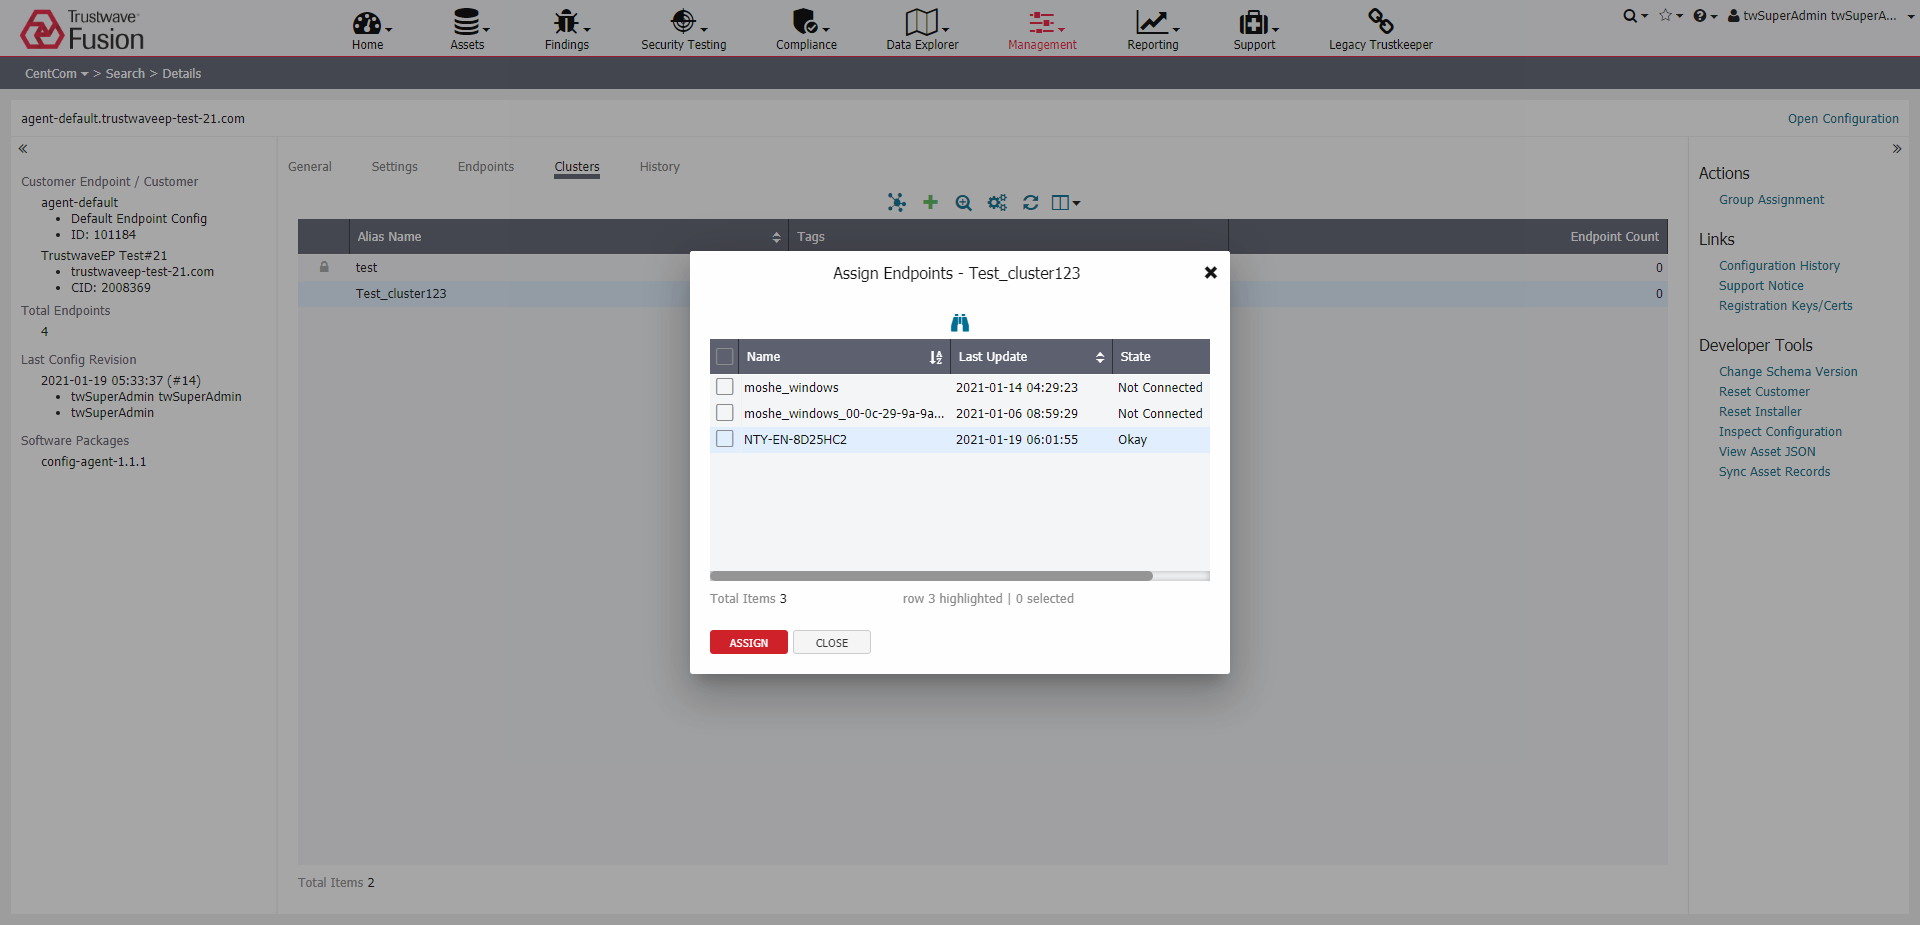 Trustwave
Fusion
Home
Assets
Findings
Security Testing
Compliance
Data Explorer
Management
Reporting
Support
Legacy Trustkeeper
twSuperAdmin twSuperA...
CentCom > Search > Details
agent-default.trustwaveep-test-21.com
Open Configuration
Customer Endpoint / Customer
agent-default
• Default Endpoint Config
• ID: 101184
TrustwaveEP Test#21
• trustwaveep-test-21.com
• CID: 2008369
Total Endpoints
4
Last Config Revision
2021-01-19 05:33:37 (#14)
• twSuperAdmin twSuperAdmin
• twSuperAdmin
Software Packages
config-agent-1.1.1
General Settings Endpoints Clusters History
Alias Name Tags Endpoint Count
test 0
Test_cluster123 0
Total Items 2
Assign Endpoints - Test_cluster123
Name Last Update State
moshe_windows 2021-01-14 04:29:23 Not Connected
moshe_windows_00-0c-29-9a-9a... 2021-01-06 08:59:29 Not Connected
NTY-EN-8D25HC2 2021-01-19 06:01:55 Okay
Total Items 3 row 3 highlighted | 0 selected
ASSIGN CLOSE
Actions
Group Assignment
Links
Configuration History
Support Notice
Registration Keys/Certs
Developer Tools
Change Schema Version
Reset Customer
Reset Installer
Inspect Configuration
View Asset JSON
Sync Asset Records